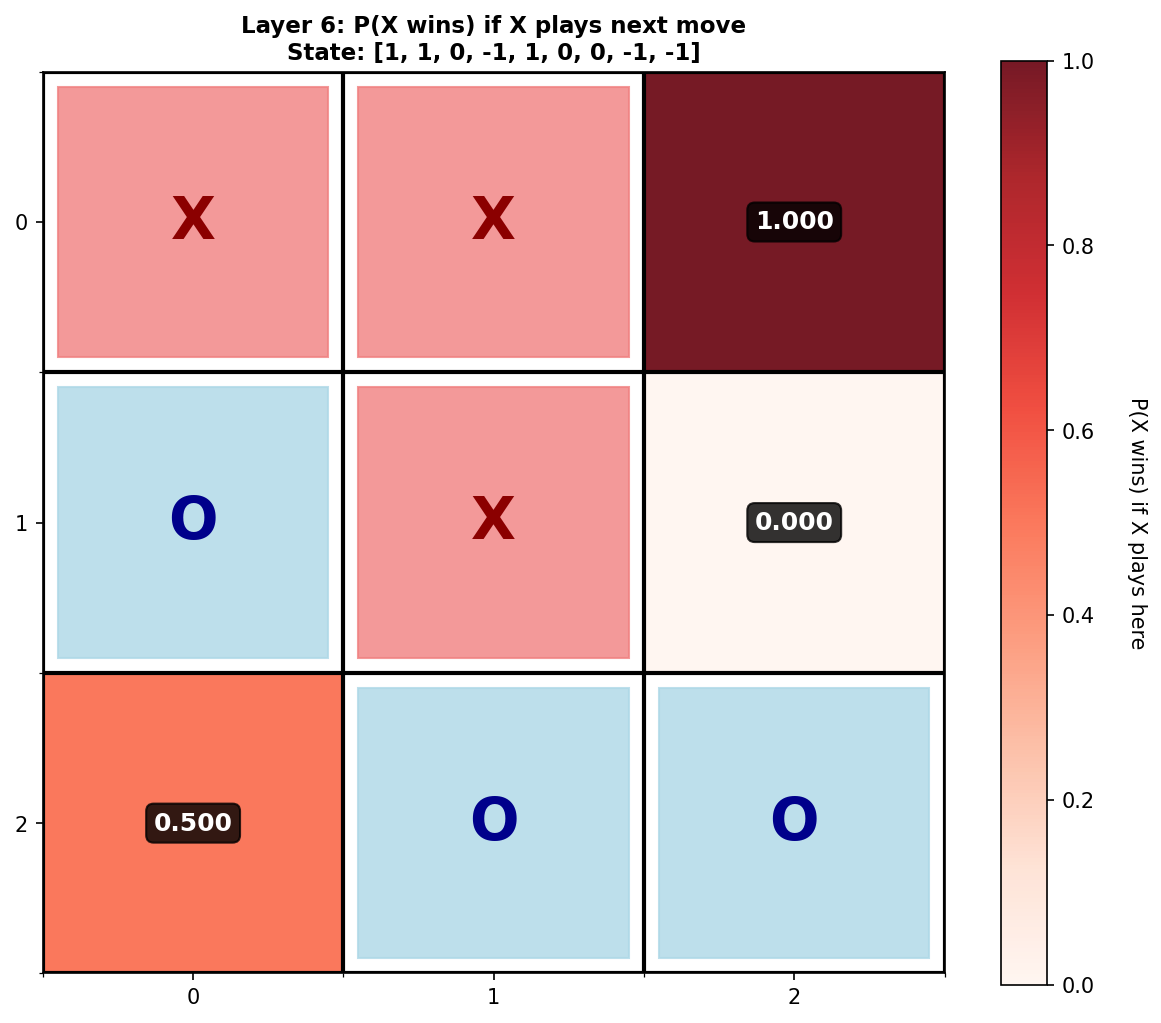 Layer 6: P(X wins) if X plays next move
State: [1, 1, 0, -1, 1, 0, 0, -1, -1]
0
X
X
1.000
1
O
X
0.000
2
0.500
O
O
0
1
2
1.0
0.8
0.6
0.4
0.2
0.0
P(X wins) if X plays here